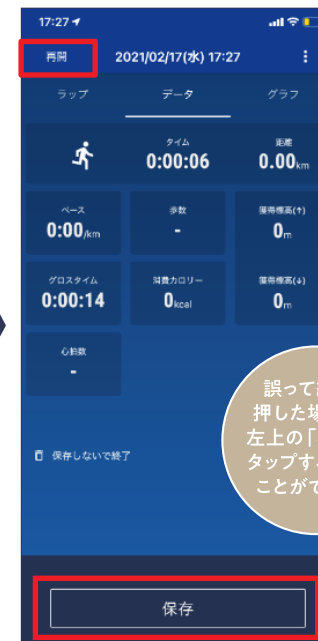 17:27
再開 2021/02/17(水) 17:27
ラップ データ グラフ
タイム 距離
0:00:06 0.00km
ペース 歩数 獲得標高(↑)
0:00/km - 0m
グロスタイム 消費カロリー 獲得標高(↓)
0:00:14 0kcal 0m
心拍数
-
保存しないで終了
誤って
押した場
左上の「
タップす
ことがで
保存